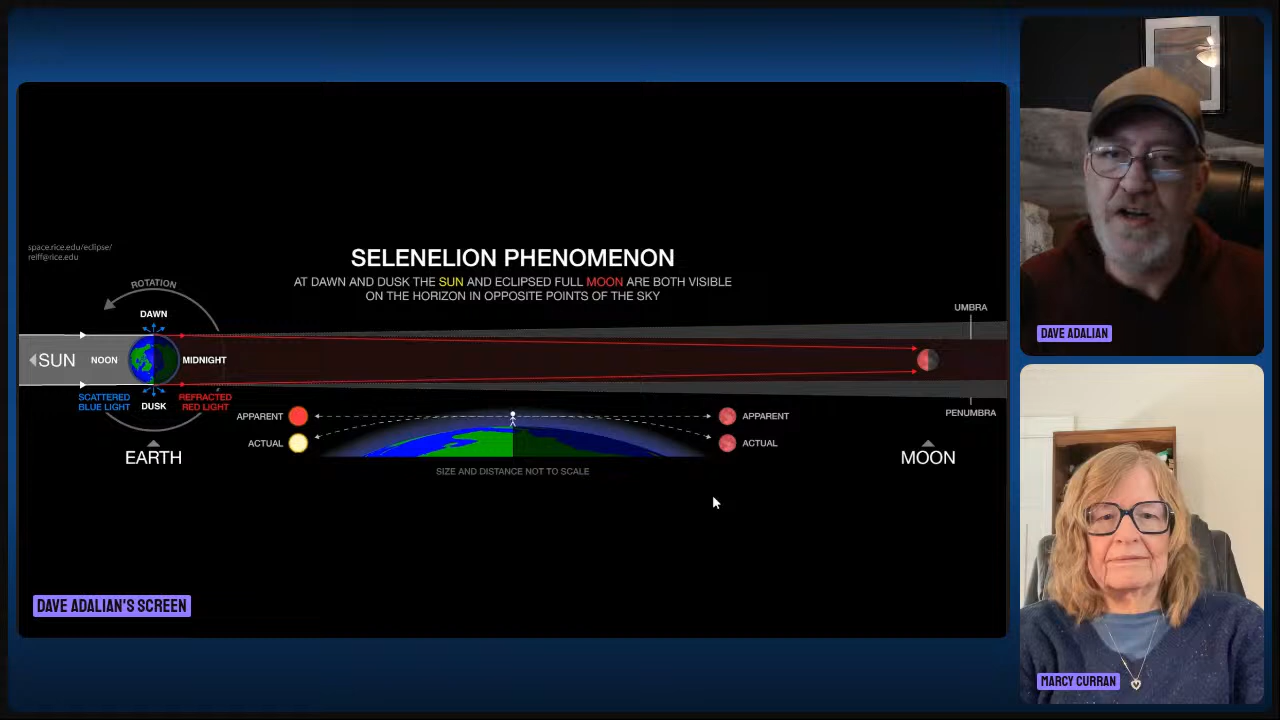 space.rice.edu/eclipse/
reiff@rice.edu
SELENELION PHENOMENON
AT DAWN AND DUSK THE SUN AND ECLIPSED FULL MOON ARE BOTH VISIBLE
ON THE HORIZON IN OPPOSITE POINTS OF THE SKY
ROTATION
DAWN
UMBRA
SUN
NOON
MIDNIGHT
SCATTERED
BLUE LIGHT
DUSK
REFRACTED
RED LIGHT
APPARENT
APPARENT
PENUMBRA
ACTUAL
ACTUAL
EARTH
MOON
SIZE AND DISTANCE NOT TO SCALE
DAVE ADALIAN'S SCREEN
DAVE ADALIAN
MARCY CURRAN